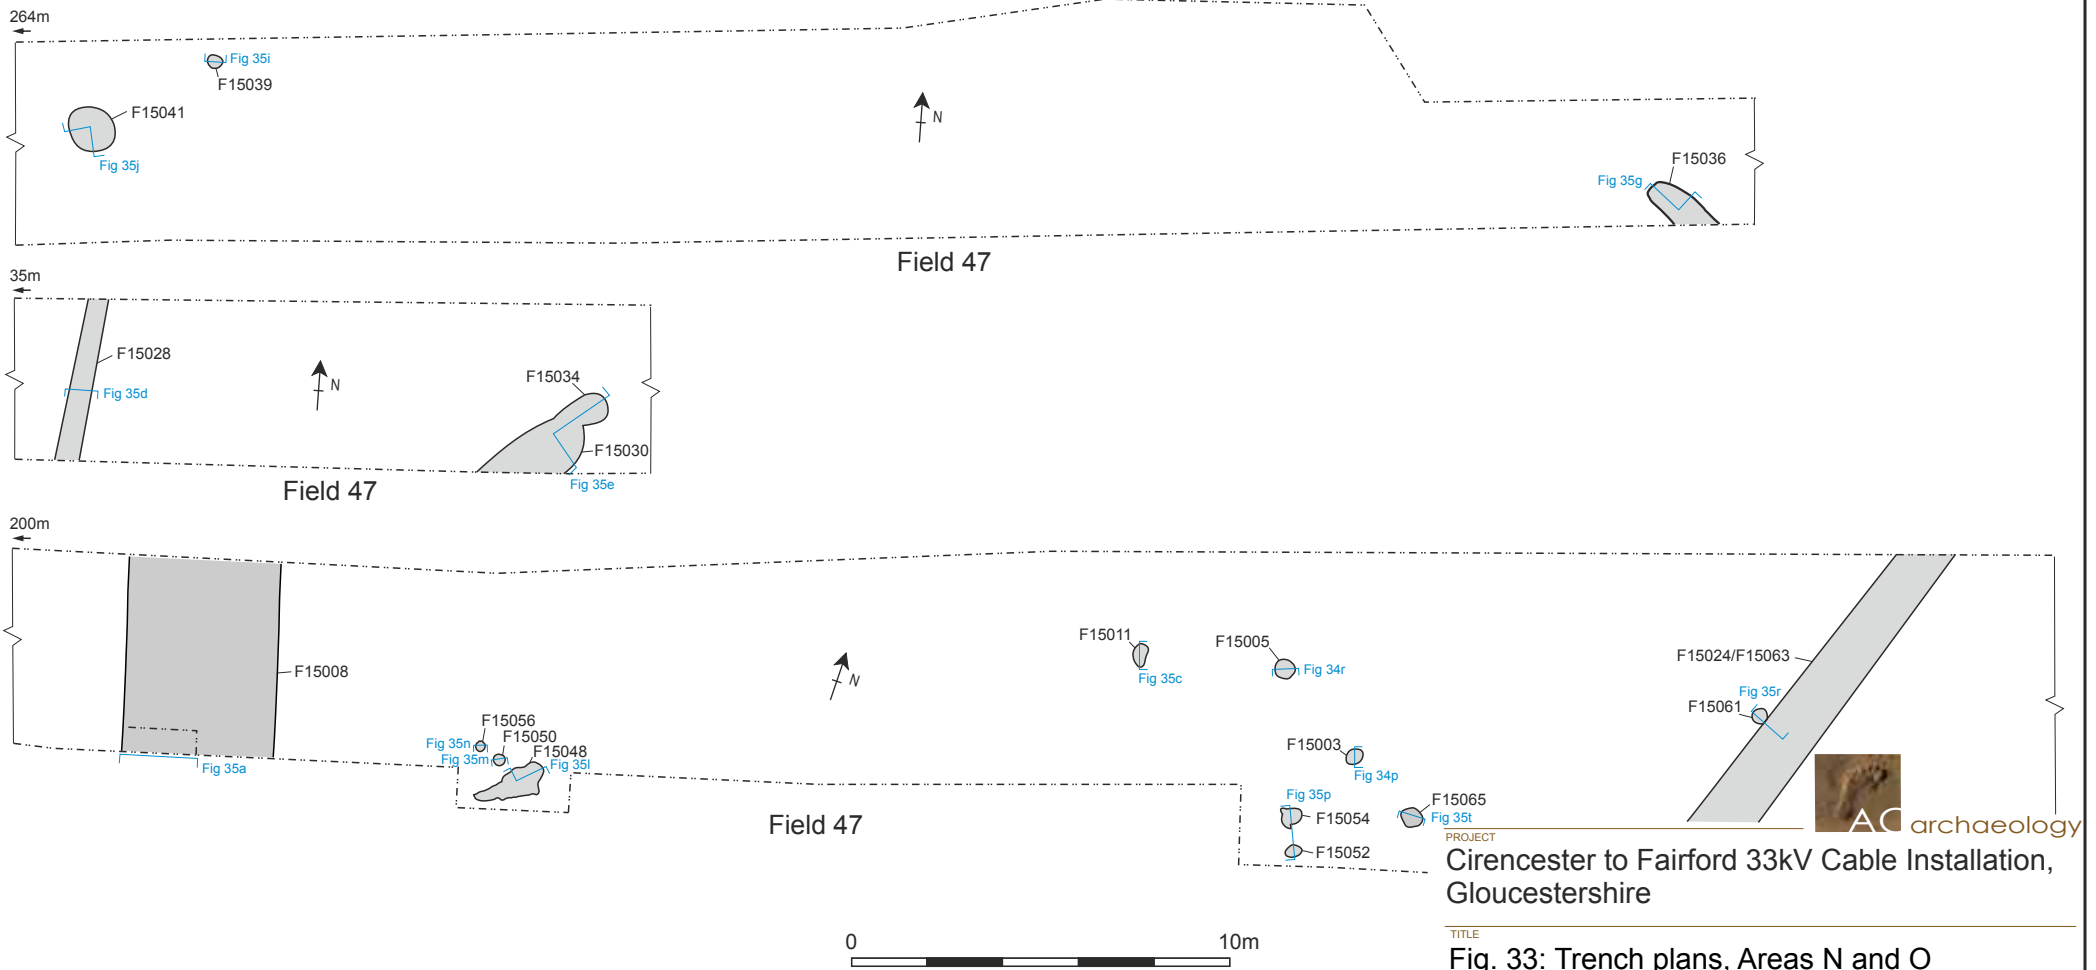 264m
Fig 35i
F15039
F15041
Fig 35j
N
F15036
Fig 35g
Field 47
35m
F15028
Fig 35d
N
F15034
F15030
Fig 35e
Field 47
200m
F15008
Fig 35a
F15056
F15050
Fig 35n
F15048
Fig 35m
Fig 35l
N
F15011
Fig 35c
F15005
Fig 34r
F15003
Fig 34p
Fig 35p
F15054
F15052
F15065
Fig 35t
F15024/F15063
Fig 35r
F15061
Field 47
AC archaeology
PROJECT
Cirencester to Fairford 33kV Cable Installation,
Gloucestershire
TITLE
Fig. 33: Trench plans, Areas N and O
0 10m